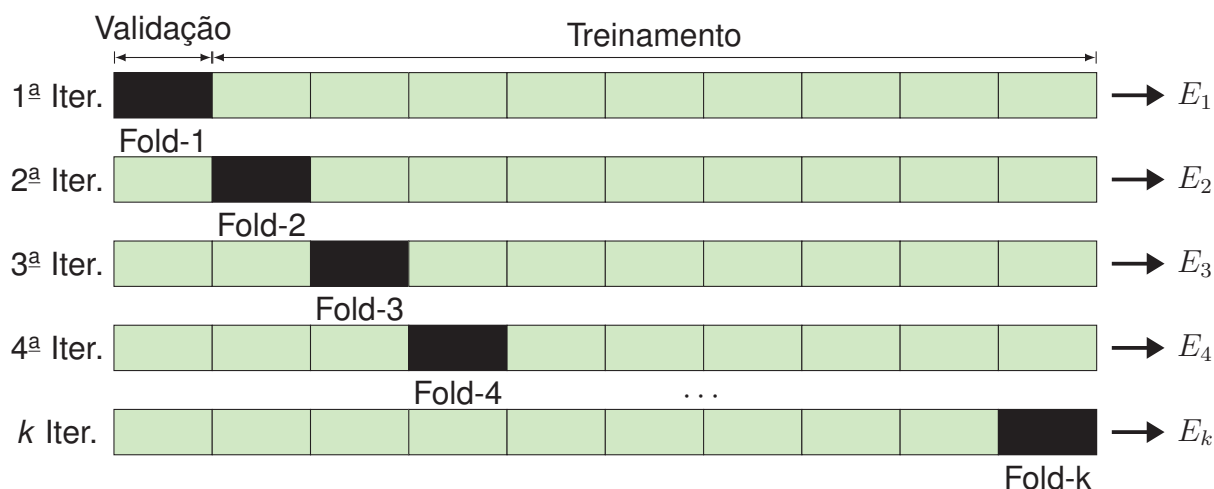 Validação
Treinamento
1ª Iter.
E1
Fold-1
2ª Iter.
E2
Fold-2
3ª Iter.
E3
Fold-3
4ª Iter.
E4
Fold-4
...
k Iter.
Ek
Fold-k